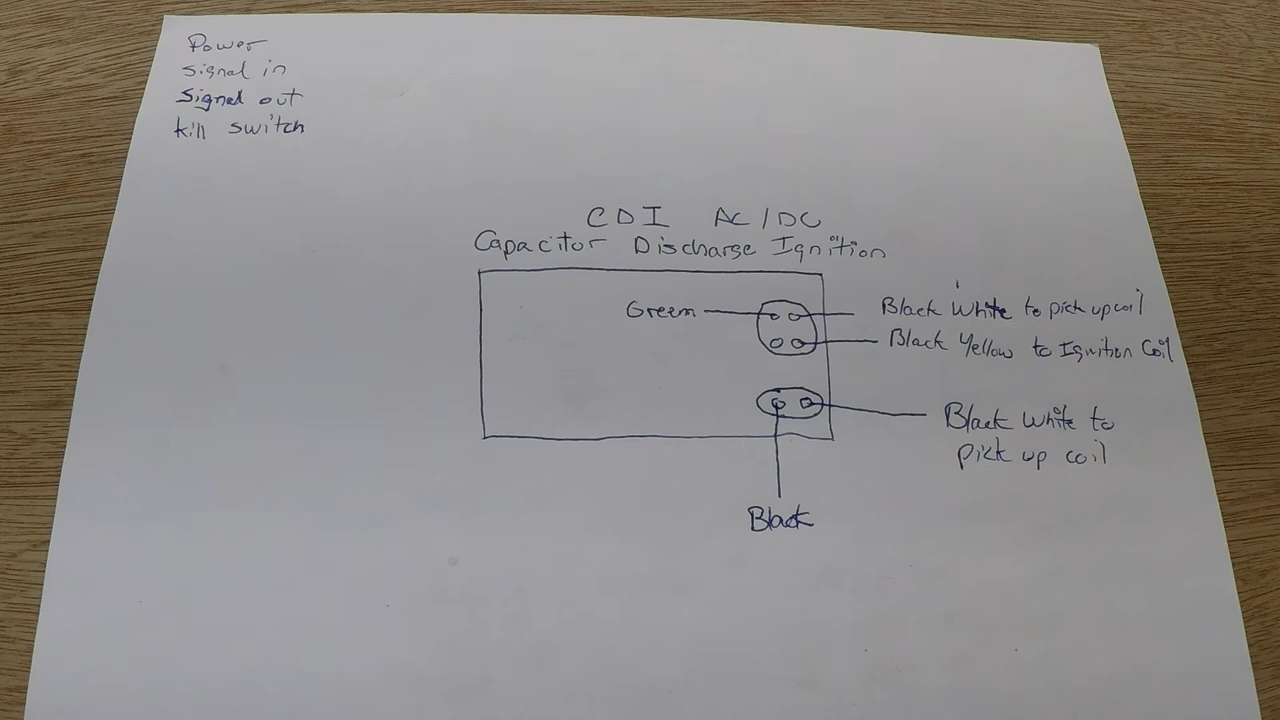 Power
signal in
Signal out
kill switch
CDI AC/DC
Capacitor Discharge Ignition
Green
Black White to pick up coil
Black Yellow to Ignition Coil
Black White to
pick up coil
Black